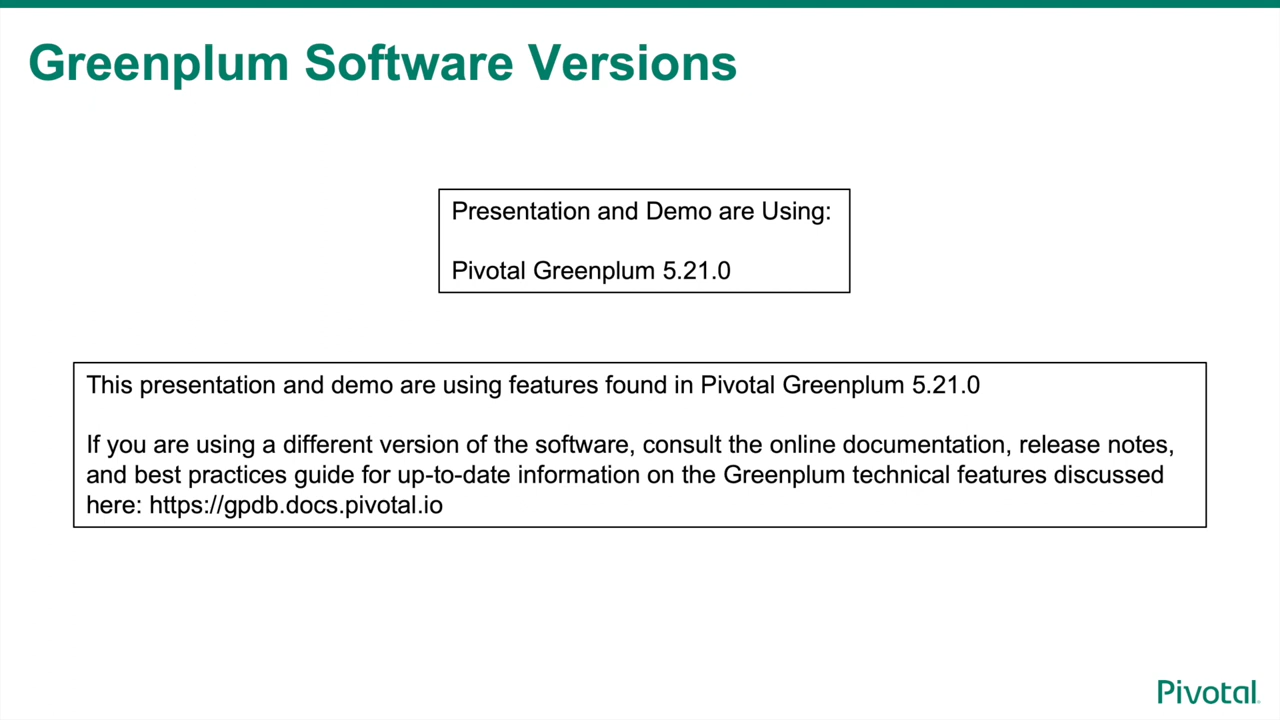 Greenplum Software Versions
Presentation and Demo are Using:
Pivotal Greenplum 5.21.0
This presentation and demo are using features found in Pivotal Greenplum 5.21.0
If you are using a different version of the software, consult the online documentation, release notes,
and best practices guide for up-to-date information on the Greenplum technical features discussed
here: https://gpdb.docs.pivotal.io
Pivotal